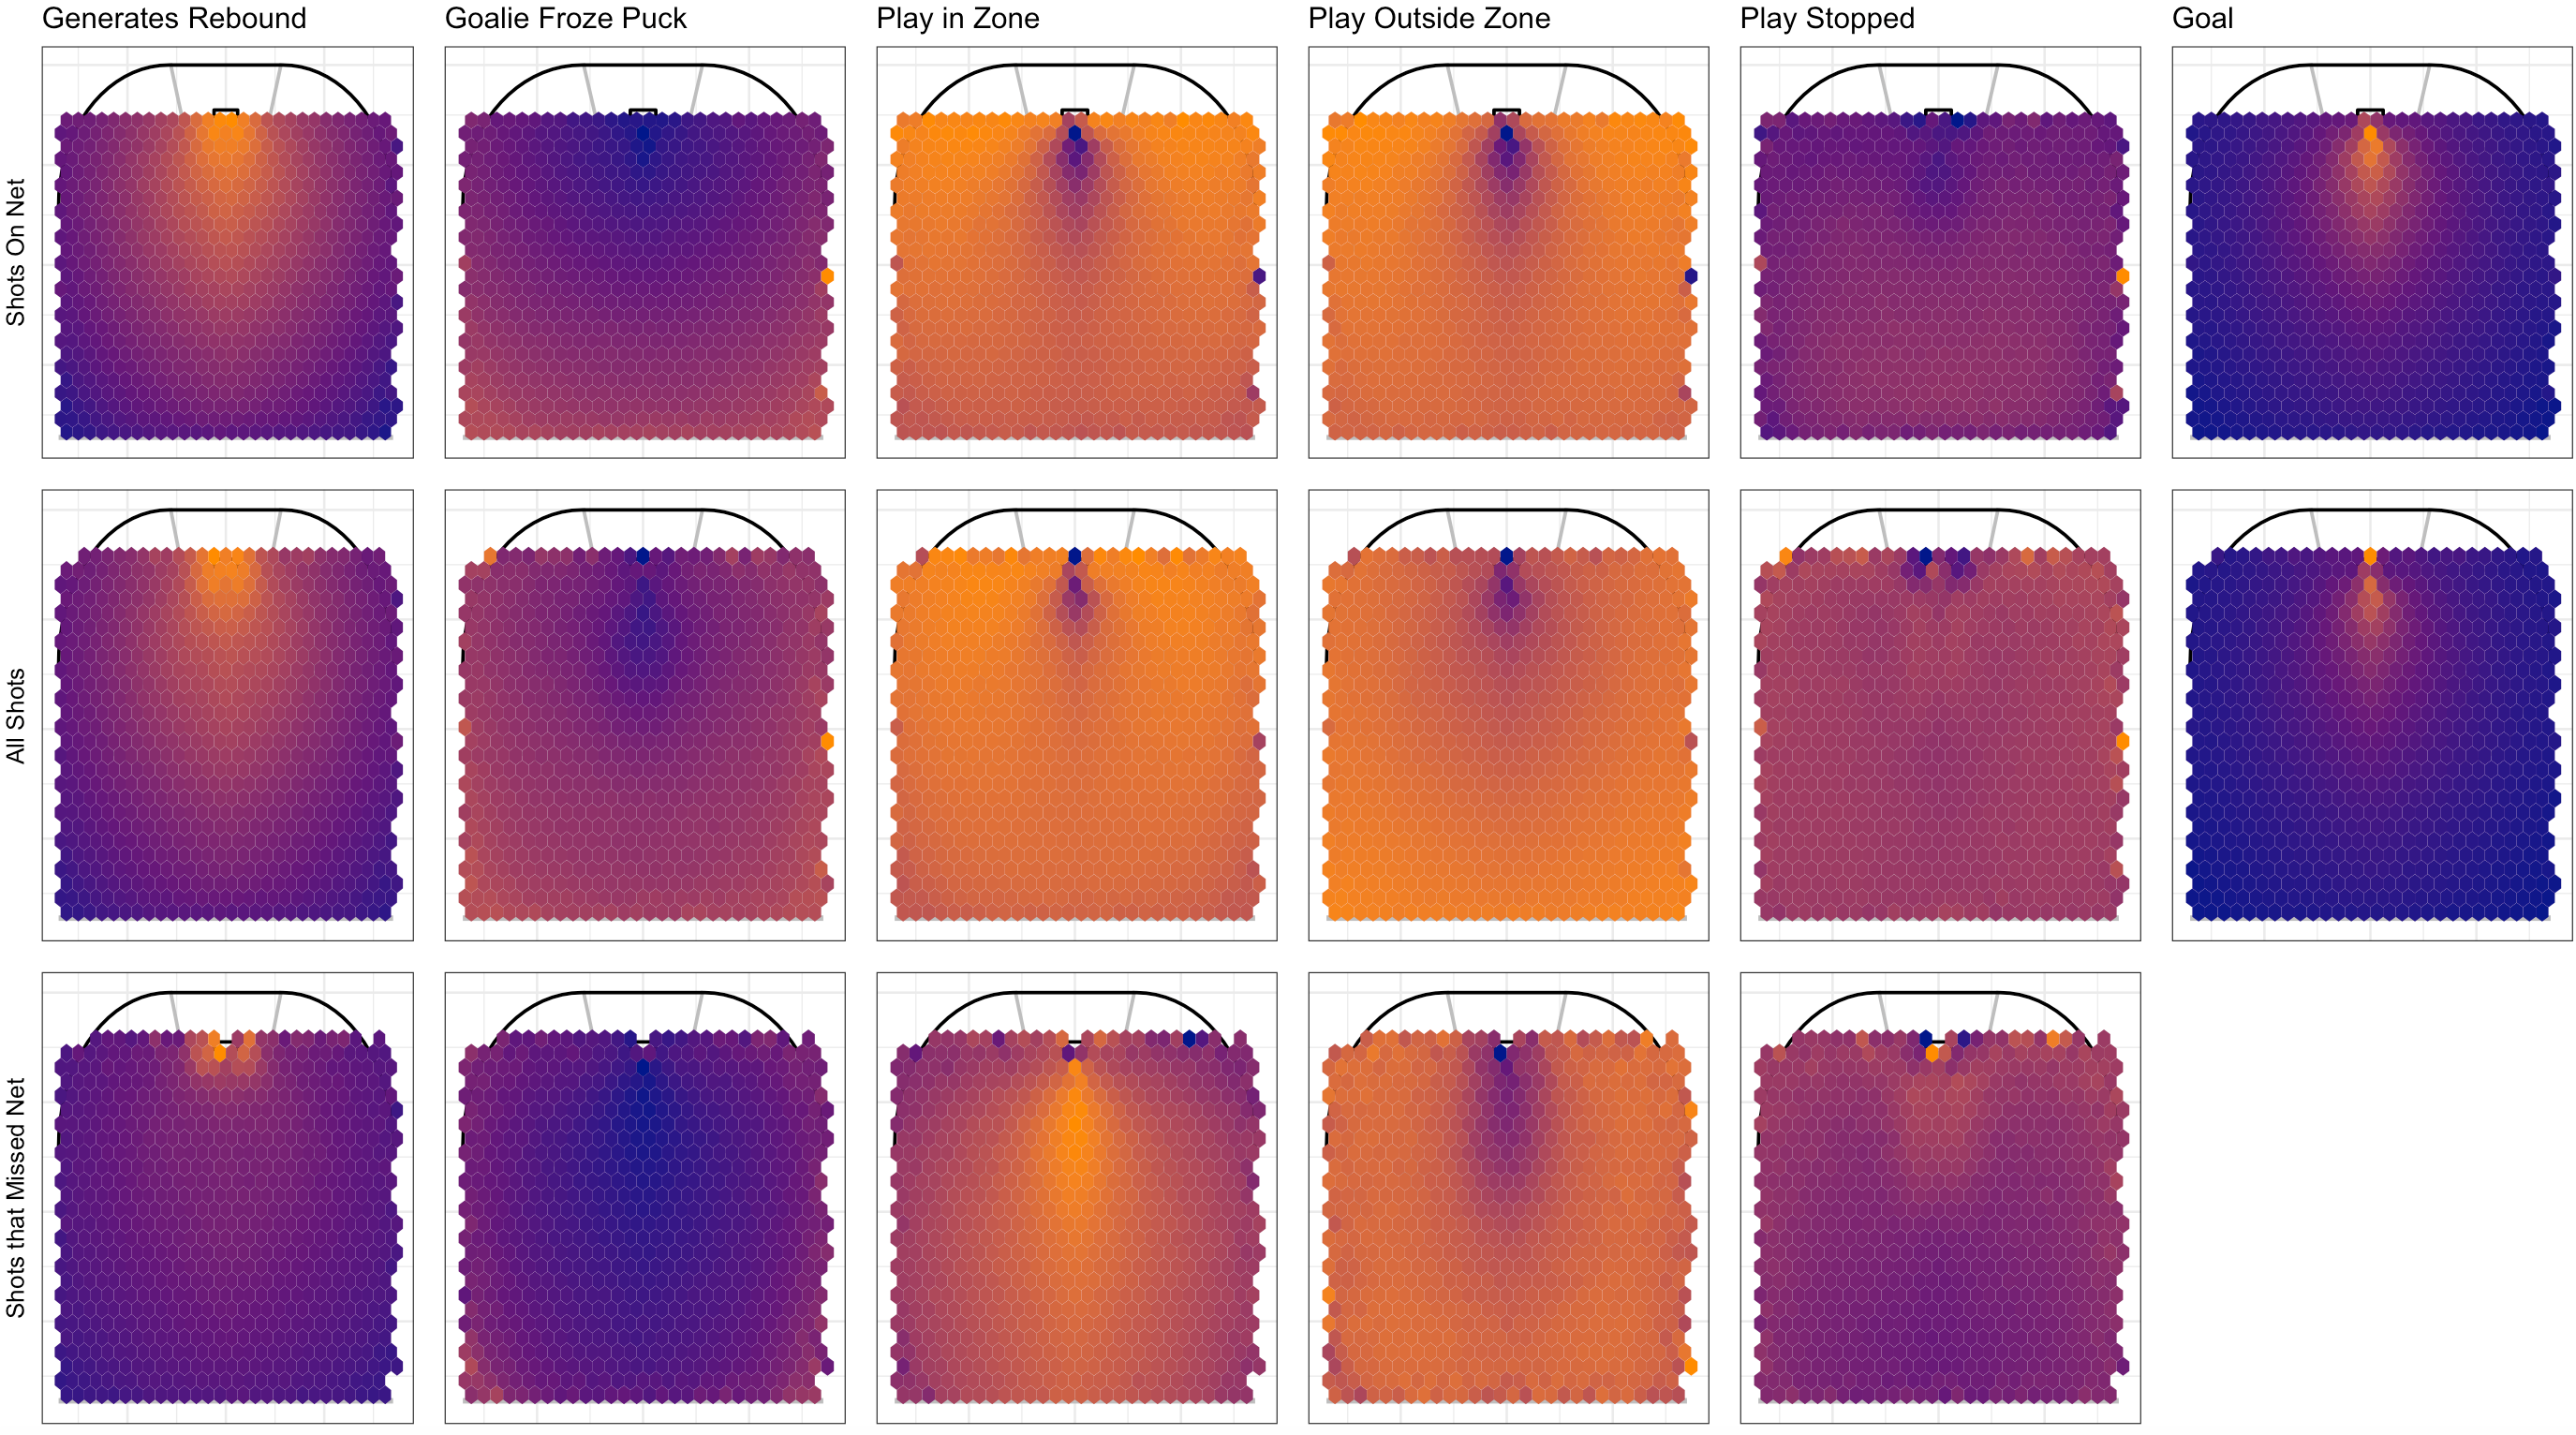 Generates Rebound
Goalie Froze Puck
Play in Zone
Play Outside Zone
Play Stopped
Goal
Shots On Net
All Shots
Shots that Missed Net